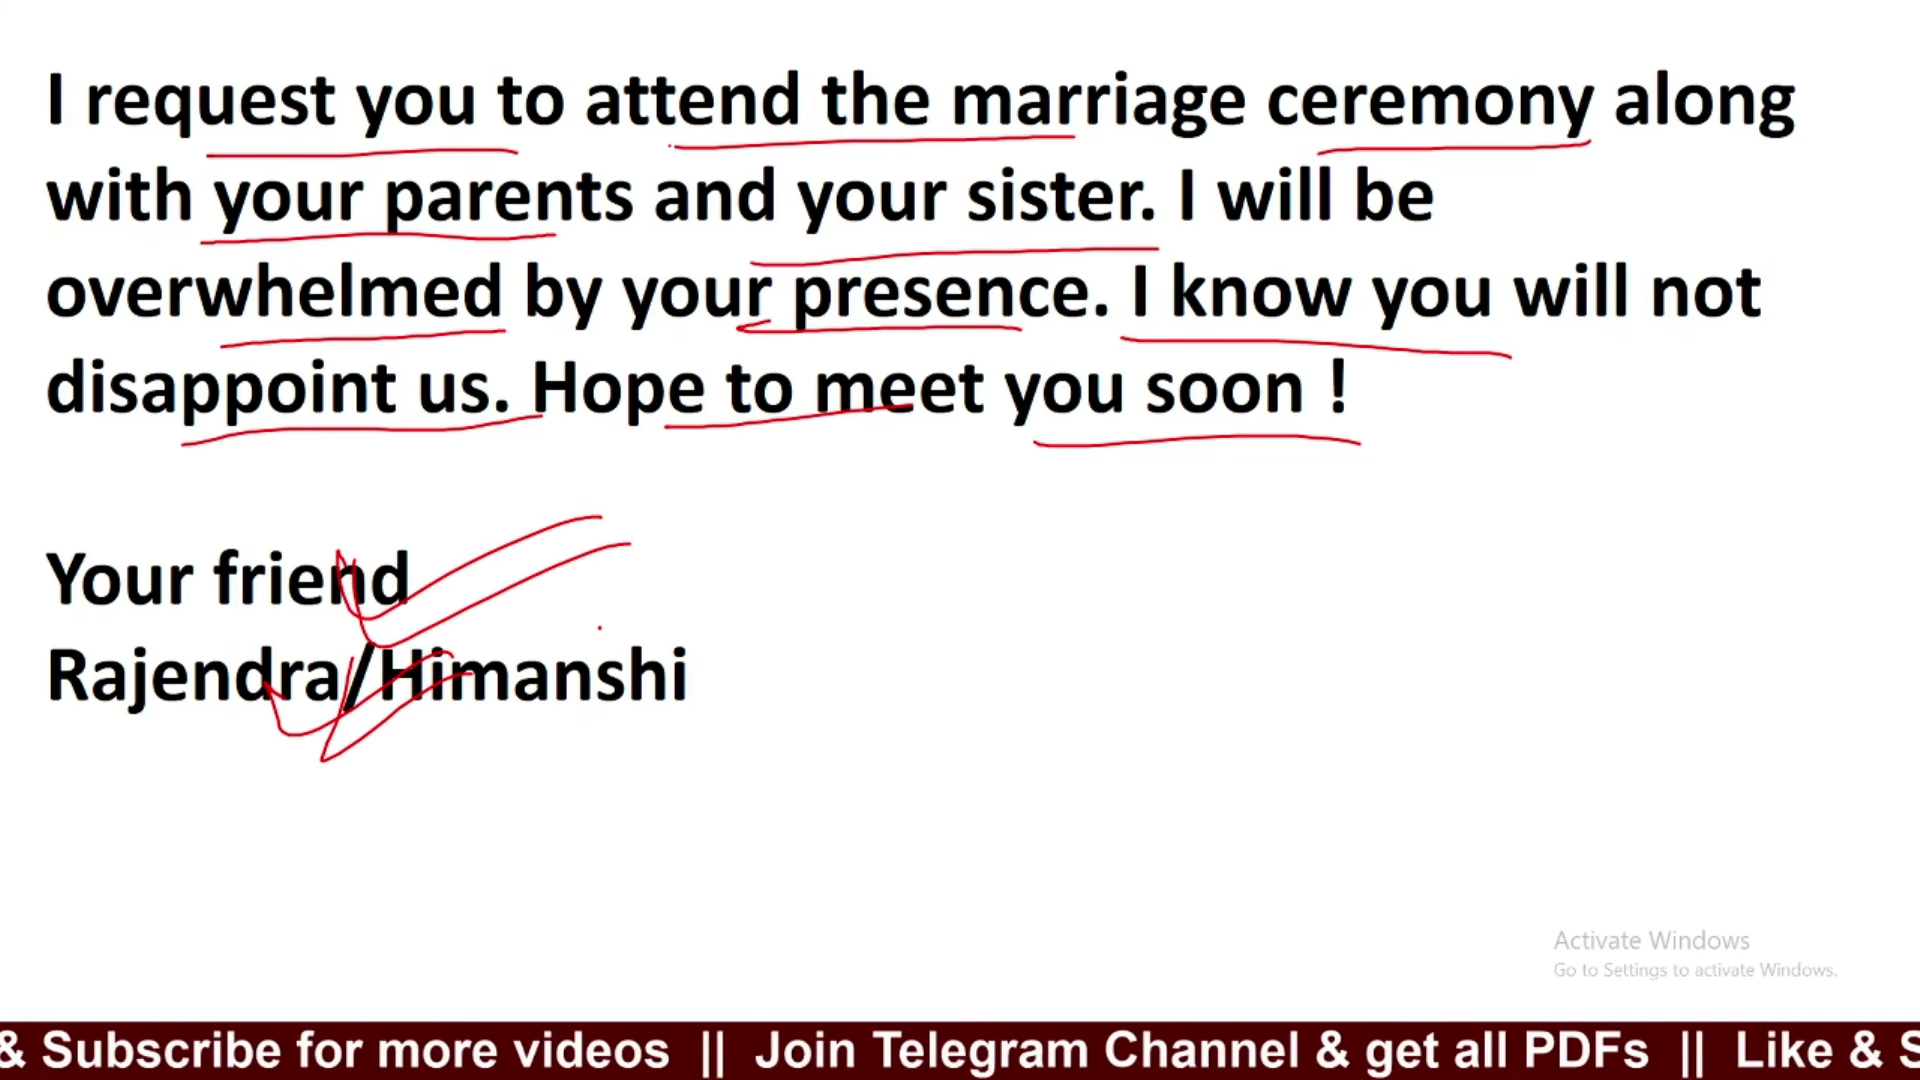 I request you to attend the marriage ceremony along
with your parents and your sister. I will be
overwhelmed by your presence. I know you will not
disappoint us. Hope to meet you soon !
Your friend
Rajendra/Himanshi
Activate Windows
Go to Settings to activate Windows.
& Subscribe for more videos || Join Telegram Channel & get all PDFs || Like & S